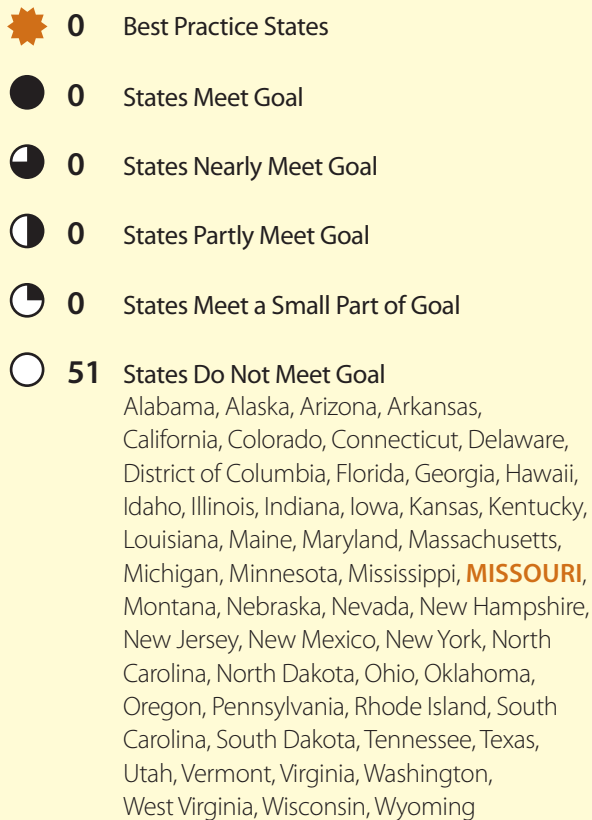 0 Best Practice States
0 States Meet Goal
0 States Nearly Meet Goal
0 States Partly Meet Goal
0 States Meet a Small Part of Goal
51 States Do Not Meet Goal
Alabama, Alaska, Arizona, Arkansas,
California, Colorado, Connecticut, Delaware,
District of Columbia, Florida, Georgia, Hawaii,
Idaho, Illinois, Indiana, Iowa, Kansas, Kentucky,
Louisiana, Maine, Maryland, Massachusetts,
Michigan, Minnesota, Mississippi, MISSOURI,
Montana, Nebraska, Nevada, New Hampshire,
New Jersey, New Mexico, New York, North
Carolina, North Dakota, Ohio, Oklahoma,
Oregon, Pennsylvania, Rhode Island, South
Carolina, South Dakota, Tennessee, Texas,
Utah, Vermont, Virginia, Washington,
West Virginia, Wisconsin, Wyoming